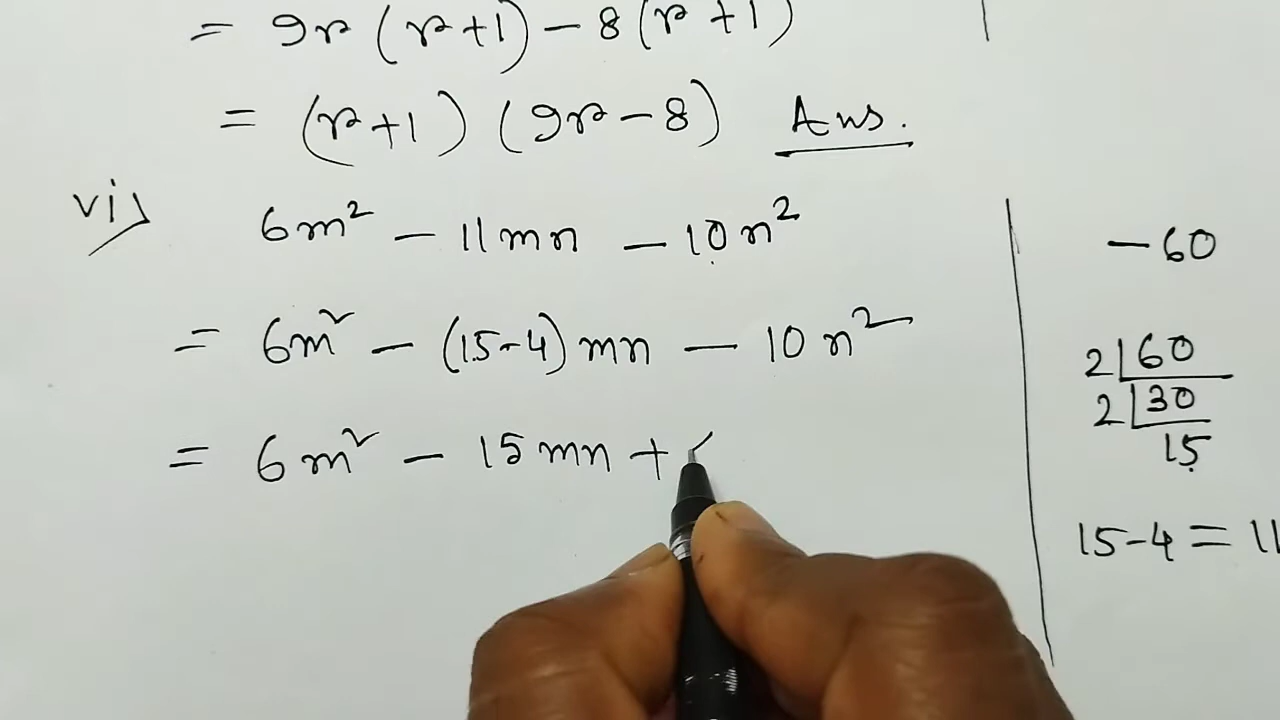 = 9r(r+1) - 8(r+1)
= (r+1) (9r-8) Ans.
vi) 6m² - 11mn - 10n²
= 6m² - (15-4)mn - 10n²
= 6m² - 15mn +
-60
2|60
2|30
15
15-4 = 11